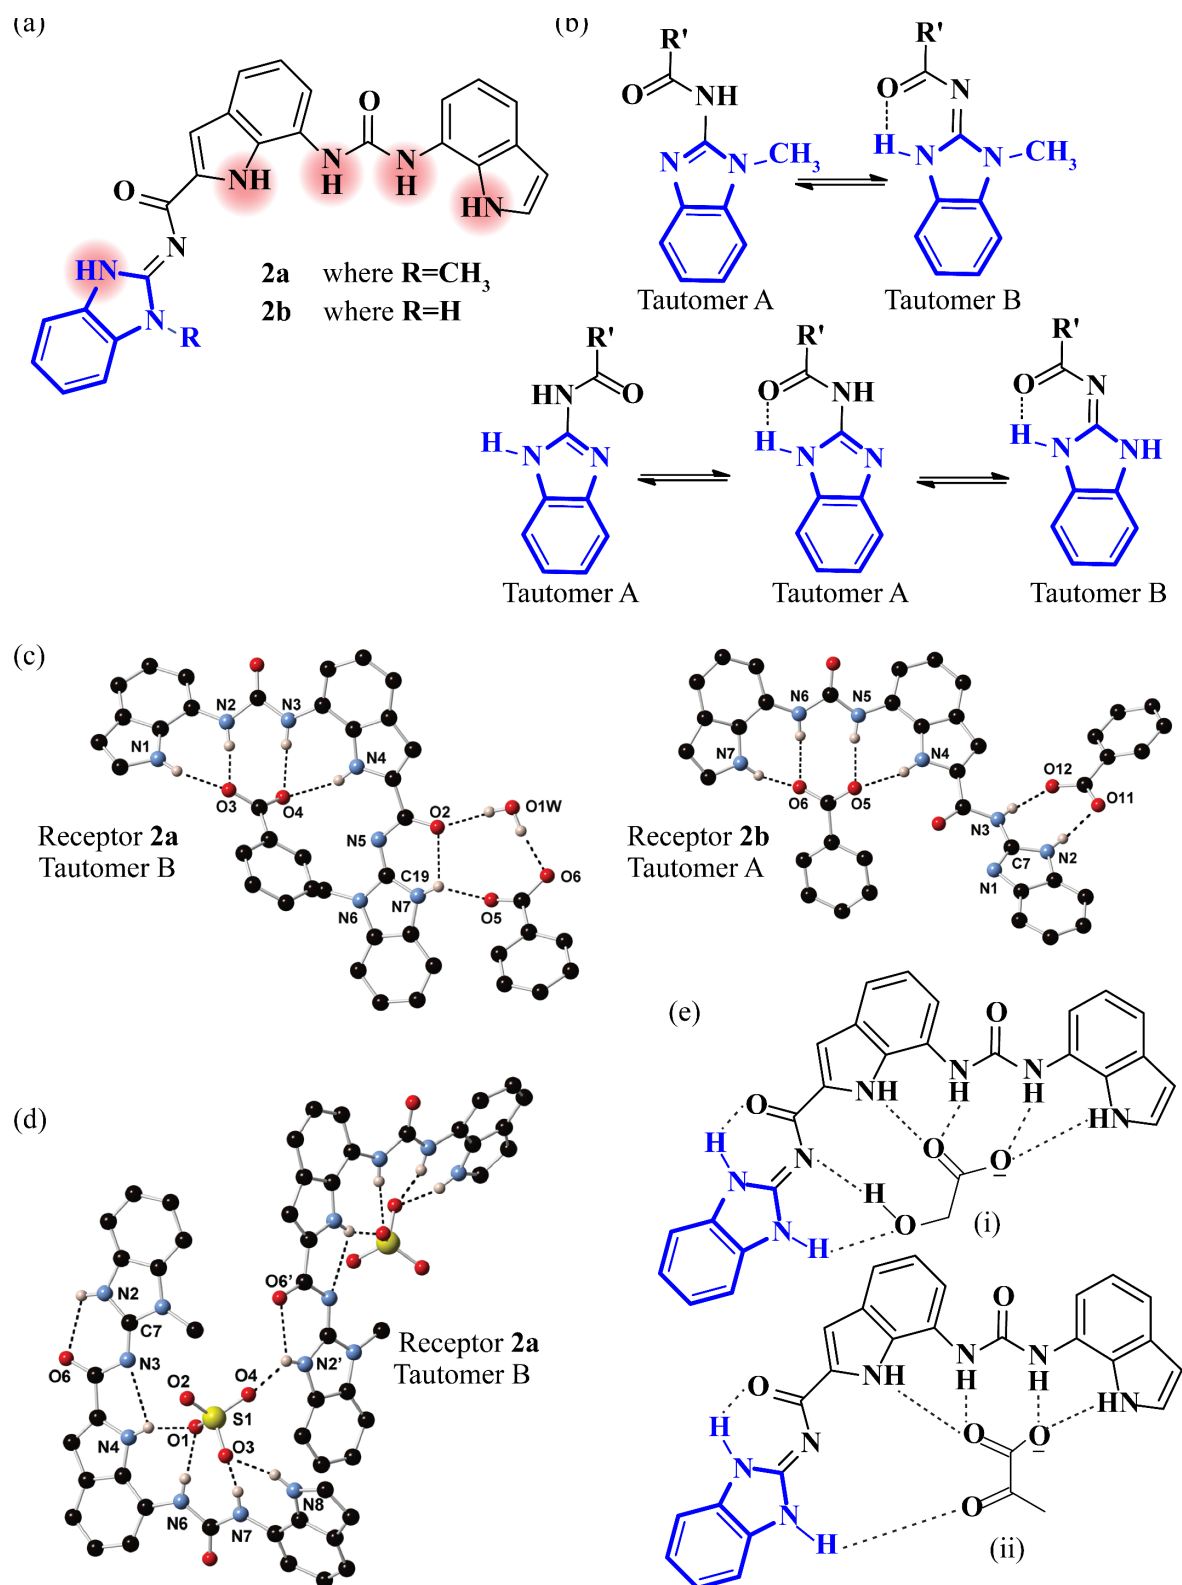 (a)
O
O
N
H
N
H
NH
HN
O
N
HN
N
R
2a where R=CH3
2b where R=H
(b)
R'
O
NH
N
N
CH3
Tautomer A
R'
O
N
H
N
N
CH3
Tautomer B
R'
HN
O
H
N
N
Tautomer A
R'
O
NH
H
N
N
Tautomer A
R'
O
N
H
N
NH
Tautomer B
(c)
N2
N3
N1
N4
O3
O4
O2
O1W
N5
C19
O6
N7
O5
N6
Receptor 2a
Tautomer B
N6
N5
N7
N4
O12
O6
O5
O11
N3
N2
C7
N1
Receptor 2b
Tautomer A
(d)
O6'
N2
C7
N3
O6
O2
O4
N2'
S1
O1
N4
O3
N8
N6
N7
Receptor 2a
Tautomer B
(e)
O
N
H
N
H
NH
HN
O
H
N
N
N
H
O
O
H
O
(i)
O
N
H
N
H
NH
HN
O
H
N
N
N
H
O
O
O
(ii)